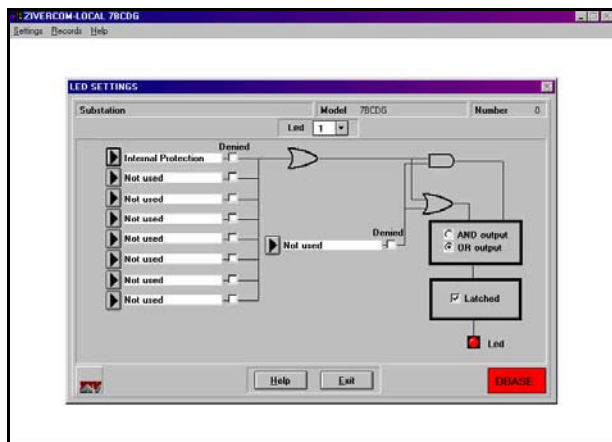 ZIVERCOM-LOCAL 7BCDG
Settings Records Help
LED SETTINGS
Substation Model 7BCDG Number 0
Led 1
Denied
Internal Protection
Not used
Not used
Not used
Not used
Not used
Not used
Not used
Denied
Not used
AND output
OR output
Latched
Led
Help Exit DBASE